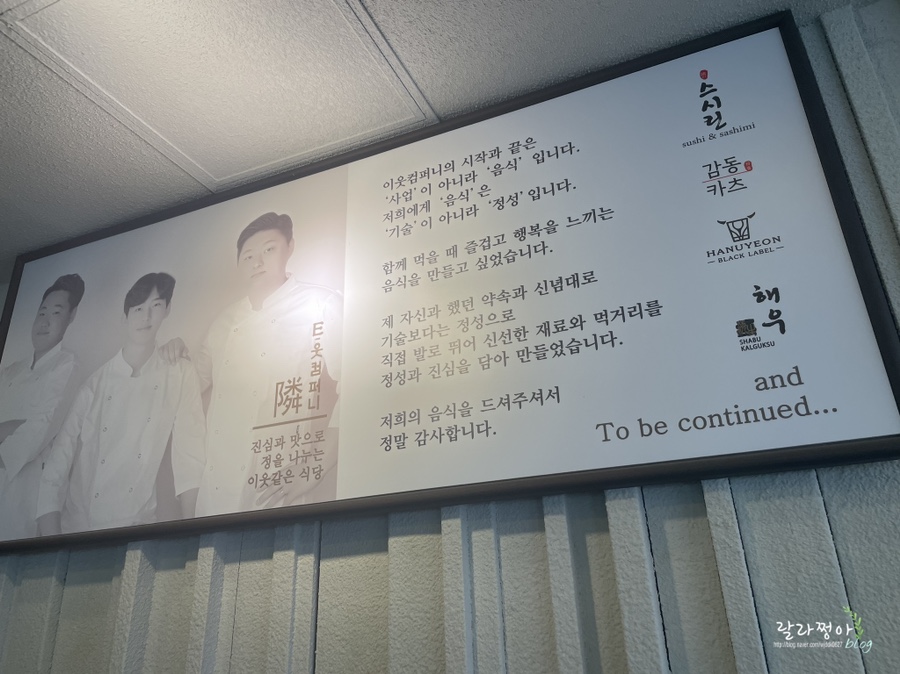 이웃컴퍼니의 시작과 끝은
'사업'이 아니라 '음식' 입니다.
저희에게 '음식'은
'기술'이 아니라 '정성'입니다.
함께 먹을 때 즐겁고 행복을 느끼는
음식을 만들고 싶었습니다.
제 자신과 했던 약속과 신념대로
기술보다는 정성으로
직접 발로 뛰어 신선한 재료와 먹거리를
정성과 진심을 담아 만들었습니다.
저희의 음식을 드셔주셔서
정말 감사합니다.
스시린
sushi & sashimi
감동
카츠
HANUYEON
BLACK LABEL
해우
SHABU
KALGUKSU
and
To be continued...
隣
E웃컴퍼니
진심과 맛으로
정을 나누는
이웃같은 식당
랄라쩡아
blog